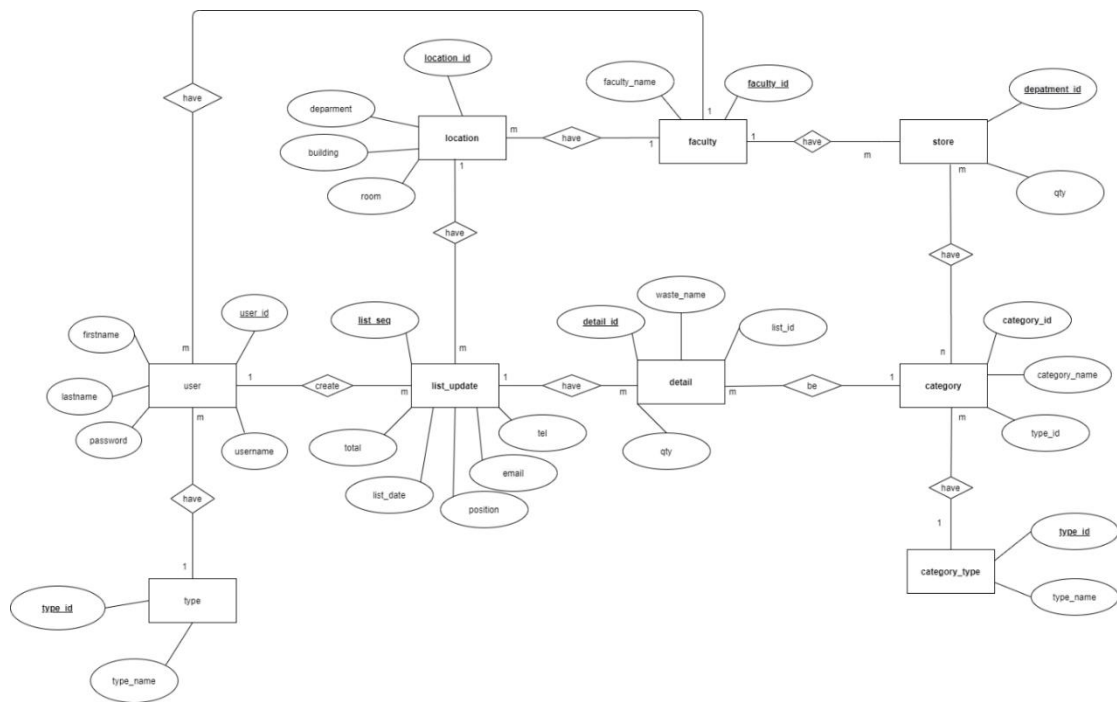 location_id
faculty_name
faculty_id
depatment_id
have
deparment
1
location
m
have
1
faculty
1
have
m
store
m
building
1
room
qty
have
have
waste_name
user_id
list_seq
detail_id
list_id
category_id
firstname
m
m
n
user
1
create
m
list_update
1
have
m
detail
m
be
1
category
category_name
lastname
m
m
password
username
total
tel
type_id
qty
email
list_date
position
have
have
1
type_id
1
category_type
type
type_id
type_name
type_name